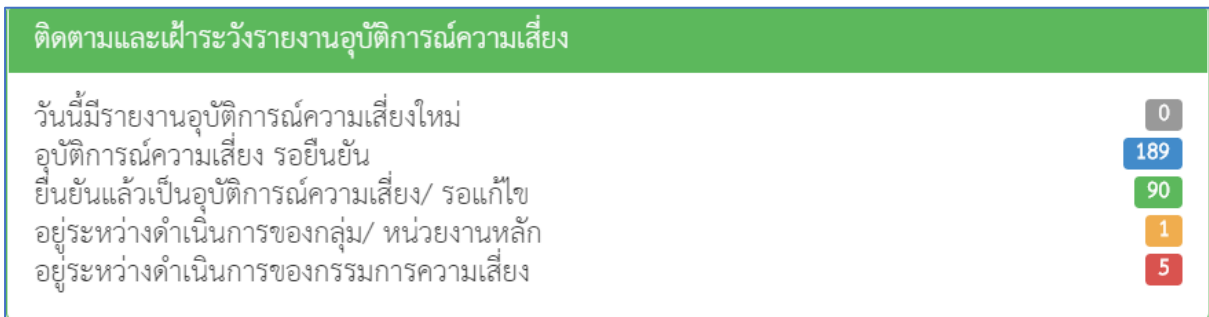 ติดตามและเฝ้าระวังรายงานอุบัติการณ์ความเสี่ยง
วันนี้มีรายงานอุบัติการณ์ความเสี่ยงใหม่ 0
อุบัติการณ์ความเสี่ยง รอยืนยัน 189
ยืนยันแล้วเป็นอุบัติการณ์ความเสี่ยง/ รอแก้ไข 90
อยู่ระหว่างดำเนินการของกลุ่ม/ หน่วยงานหลัก 1
อยู่ระหว่างดำเนินการของกรรมการความเสี่ยง 5